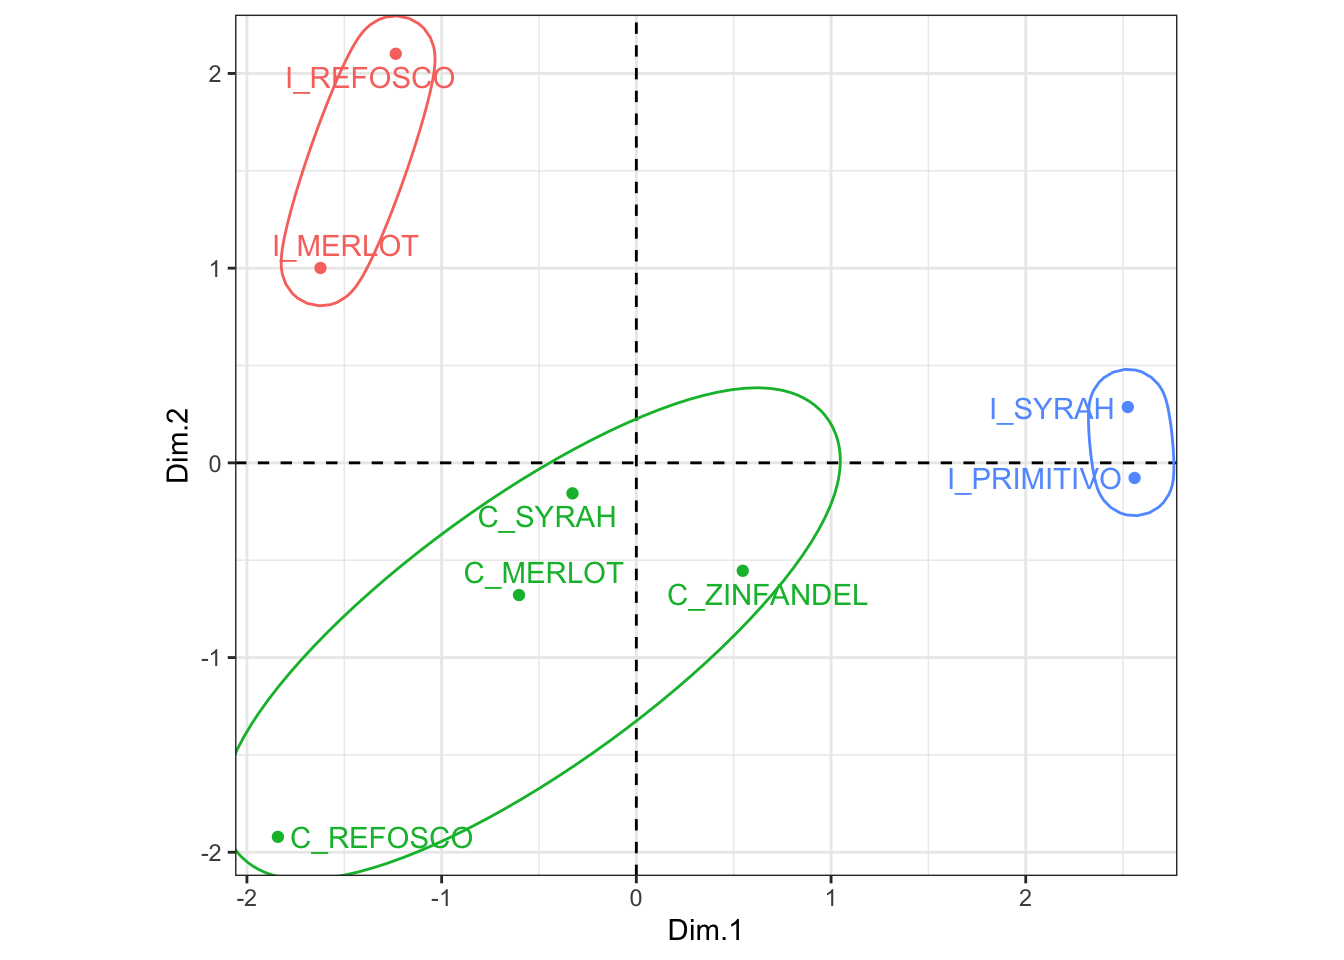 I_REFOSCO
I_MERLOT
I_SYRAH
I_PRIMITIVO
C_SYRAH
C_MERLOT
C_ZINFANDEL
C_REFOSCO
2
1
0
-1
-2
Dim.2
-2
-1
0
1
2
Dim.1